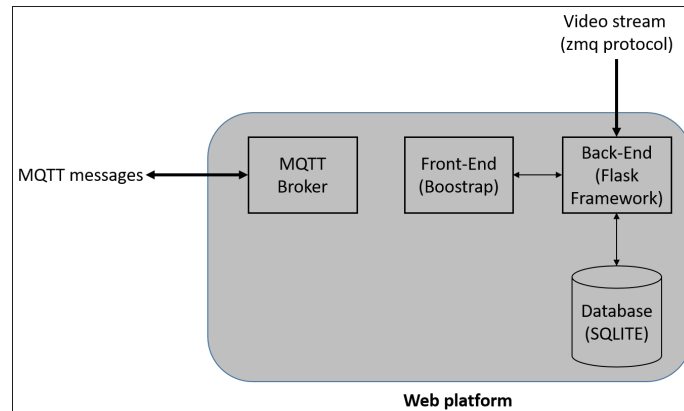 Video stream
(zmq protocol)
MQTT messages
MQTT
Broker
Front-End
(Boostrap)
Back-End
(Flask
Framework)
Database
(SQLITE)
Web platform